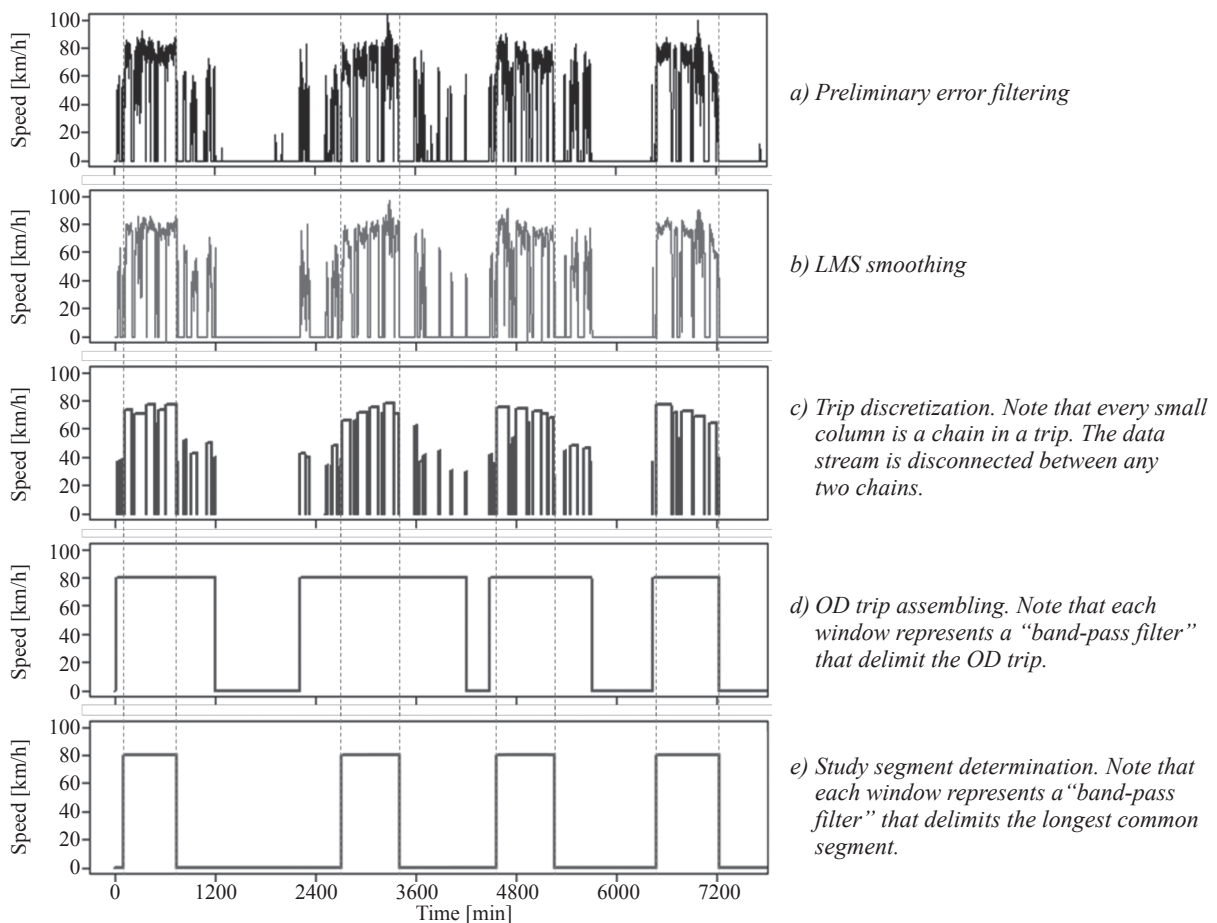 100
80
60
40
20
0
Speed [km/h]
a) Preliminary error filtering
100
80
60
40
20
0
Speed [km/h]
b) LMS smoothing
100
80
60
40
20
0
Speed [km/h]
c) Trip discretization. Note that every small
column is a chain in a trip. The data
stream is disconnected between any
two chains.
100
80
60
40
20
0
Speed [km/h]
d) OD trip assembling. Note that each
window represents a “band-pass filter”
that delimit the OD trip.
100
80
60
40
20
0
Speed [km/h]
e) Study segment determination. Note that
each window represents a“band-pass
filter” that delimits the longest common
segment.
0 1200 2400 3600 4800 6000 7200
Time [min]